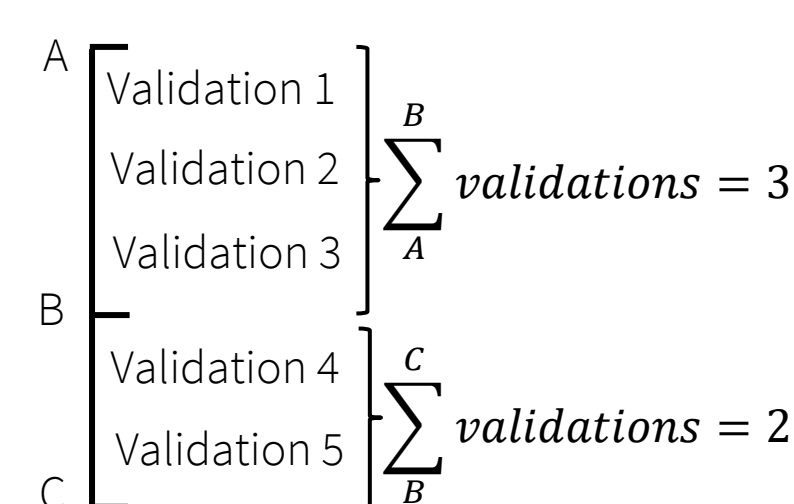 A
Validation 1
Validation 2
Validation 3
B
∑
A
validations = 3
B
Validation 4
Validation 5
C
∑
B
validations = 2
C